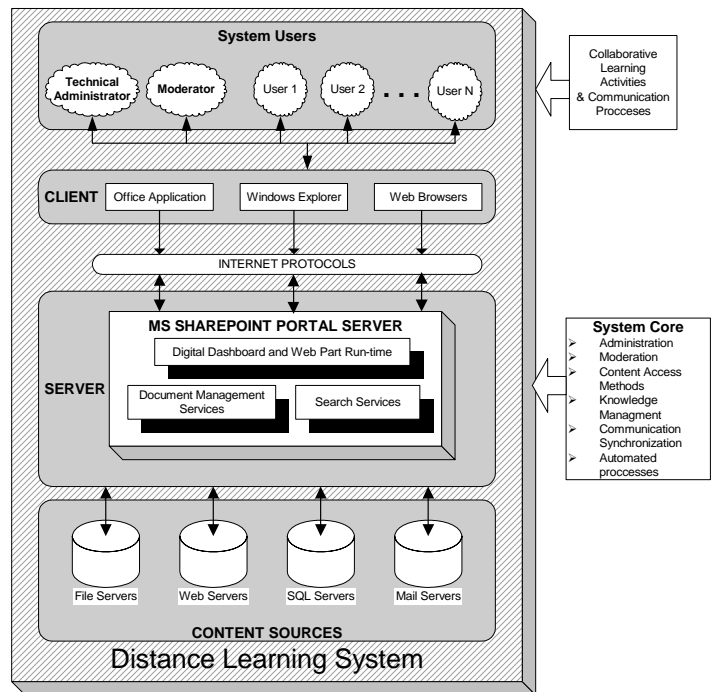 System Users
Technical
Administrator
Moderator
User 1
User 2
. . .
User N
Collaborative
Learning
Activities
& Communication
Procceses
CLIENT
Office Application
Windows Explorer
Web Browsers
INTERNET PROTOCOLS
SERVER
MS SHAREPOINT PORTAL SERVER
Digital Dashboard and Web Part Run-time
Document Management
Services
Search Services
System Core
Administration
Moderation
Content Access
Methods
Knowledge
Managment
Communication
Synchronization
Automated
proccesses
File Servers
Web Servers
SQL Servers
Mail Servers
CONTENT SOURCES
Distance Learning System